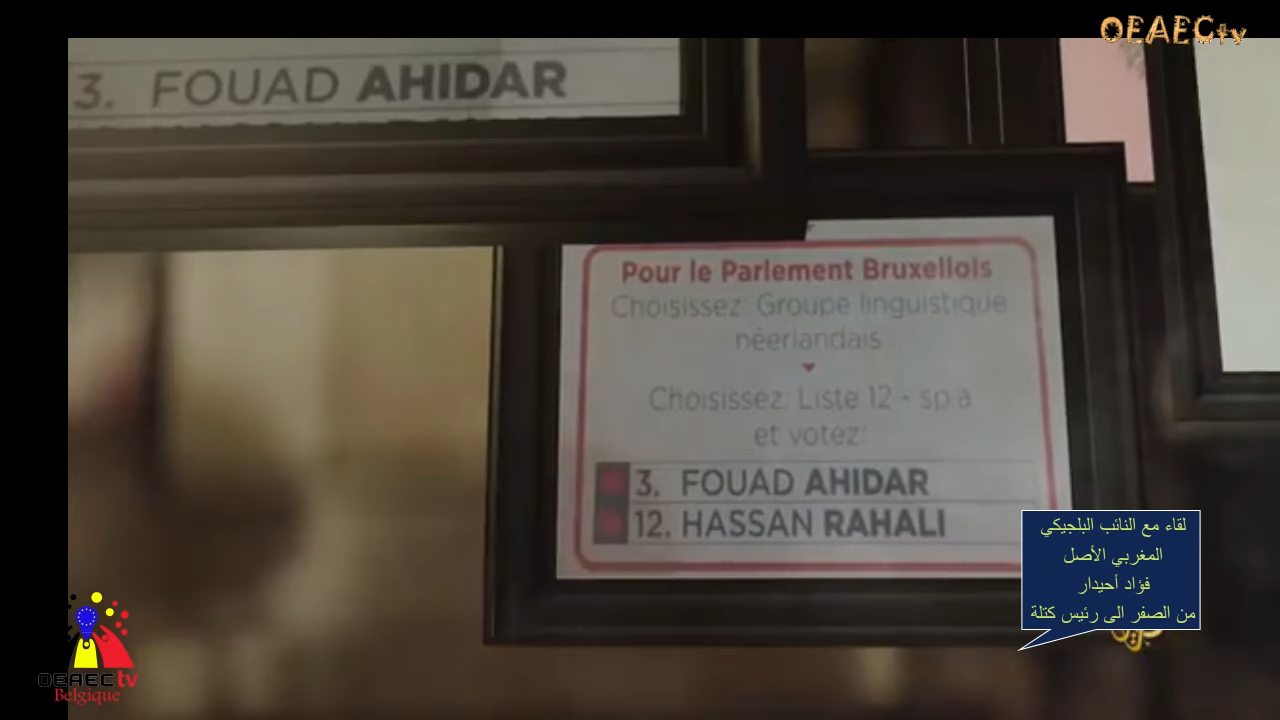 OEAECtv
3. FOUAD AHIDAR
Pour le Parlement Bruxellois
Choisissez: Groupe linguistique
néerlandais
Choisissez: Liste 12 - sp.a
et votez:
3. FOUAD AHIDAR
12. HASSAN RAHALI
لقاء مع النائب البلجيكي
المغربي الأصل
فؤاد أحيدار
من الصفر الى رئيس كتلة
OEAECtv
Belgique